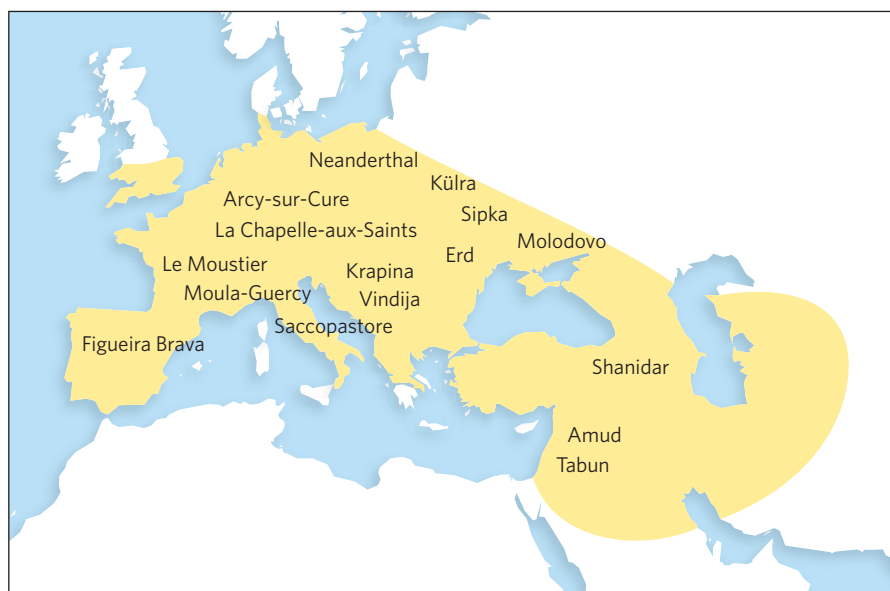 Neanderthal
Külra
Arcy-sur-Cure
Sipka
La Chapelle-aux-Saints
Molodovo
Erd
Le Moustier
Krapina
Moula-Guercy
Vindija
Saccopastore
Figueira Brava
Shanidar
Amud
Tabun